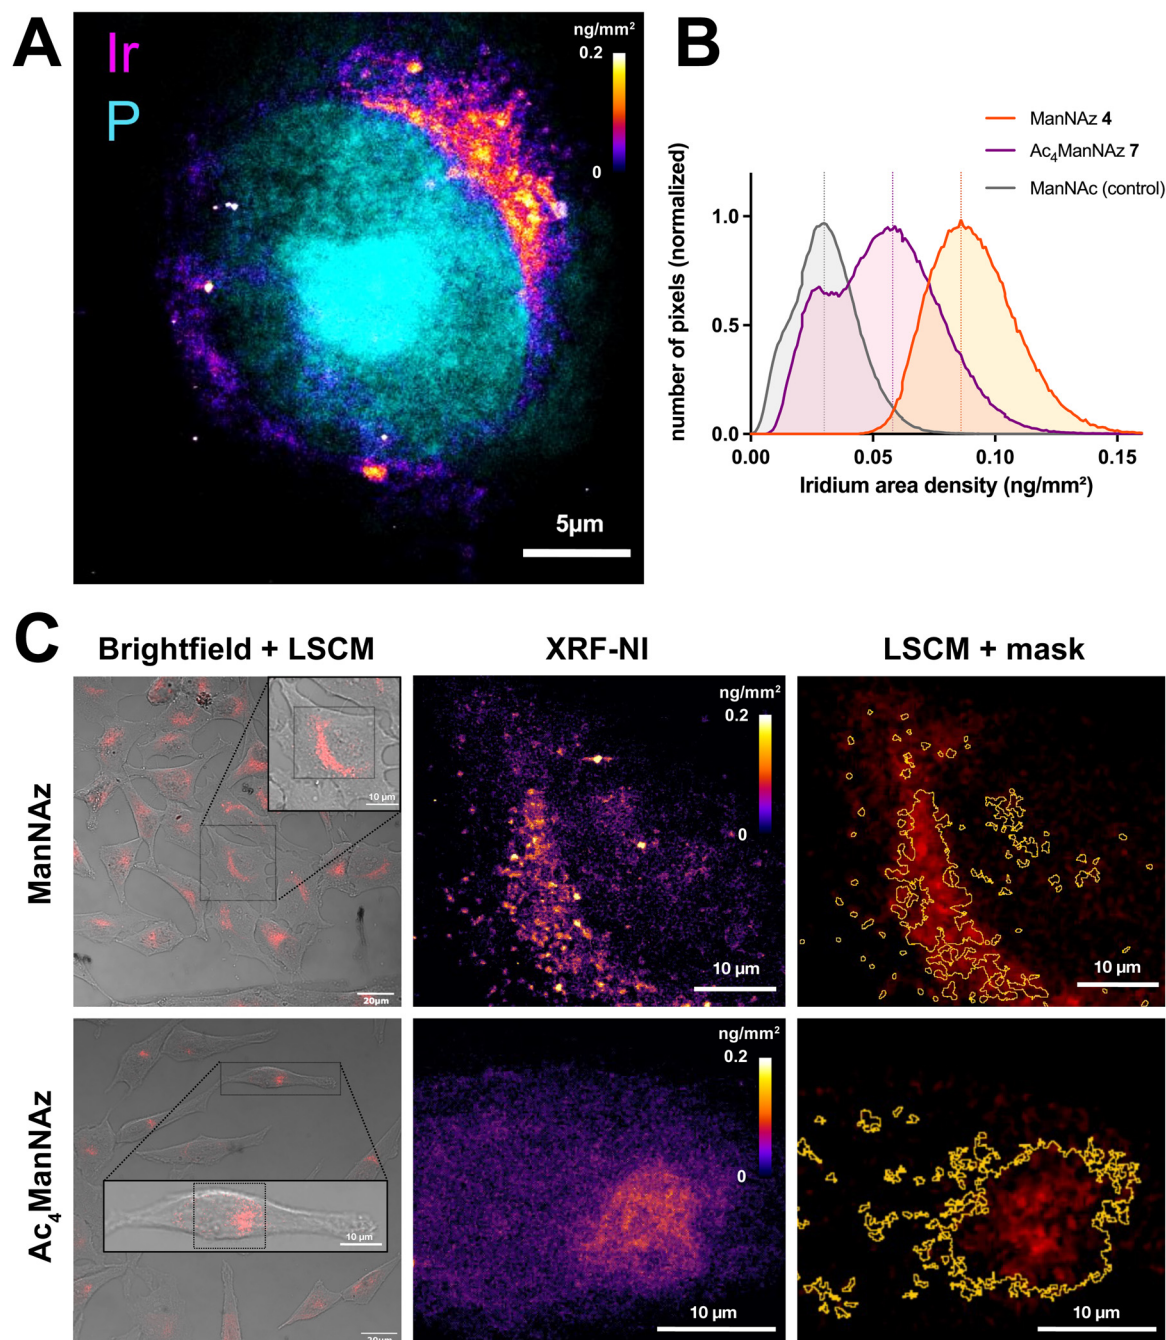 A
Ir
P
ng/mm²
0.2
0
5µm
B
ManNAz 4
Ac₄ManNAz 7
ManNAc (control)
number of pixels (normalized)
1.0
0.5
0.0
0.00 0.05 0.10 0.15
Iridium area density (ng/mm²)
C
Brightfield + LSCM XRF-NI LSCM + mask
ManNAz
10 µm
20µm
ng/mm²
0.2
0
10 µm
10 µm
Ac₄ManNAz
10 µm
20µm
ng/mm²
0.2
0
10 µm
10 µm